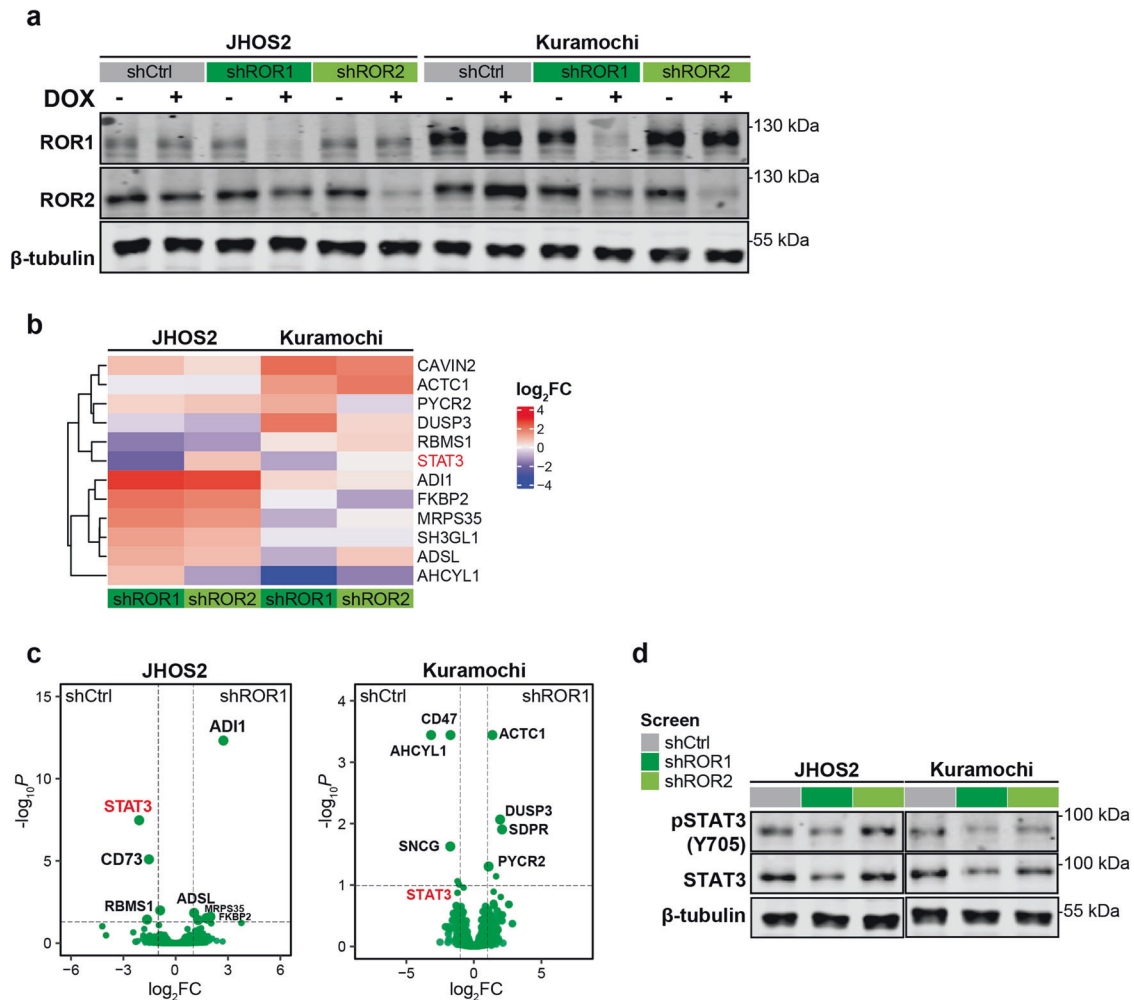 a
JHOS2 Kuramochi
shCtrl shROR1 shROR2 shCtrl shROR1 shROR2
DOX - + - + - + - + - + - +
ROR1 -130 kDa
ROR2 -130 kDa
β-tubulin -55 kDa
b
JHOS2 Kuramochi
CAVIN2
ACTC1
PYCR2
DUSP3
RBMS1
STAT3
ADI1
FKBP2
MRPS35
SH3GL1
ADSL
AHCYL1
shROR1 shROR2 shROR1 shROR2
log₂FC
4
2
0
−2
−4
c
JHOS2
shCtrl shROR1
15
10
5
0
-log₁₀P
ADI1
STAT3
CD73
RBMS1
ADSL
MRPS35
FKBP2
−6 −3 0 3 6
log₂FC
Kuramochi
shCtrl shROR1
4
3
2
1
0
-log₁₀P
CD47
AHCYL1
ACTC1
DUSP3
SDPR
SNCG
PYCR2
STAT3
−5 0 5
log₂FC
d
Screen
shCtrl
shROR1
shROR2
JHOS2 Kuramochi
pSTAT3
(Y705)
100 kDa
STAT3 100 kDa
β-tubulin -55 kDa